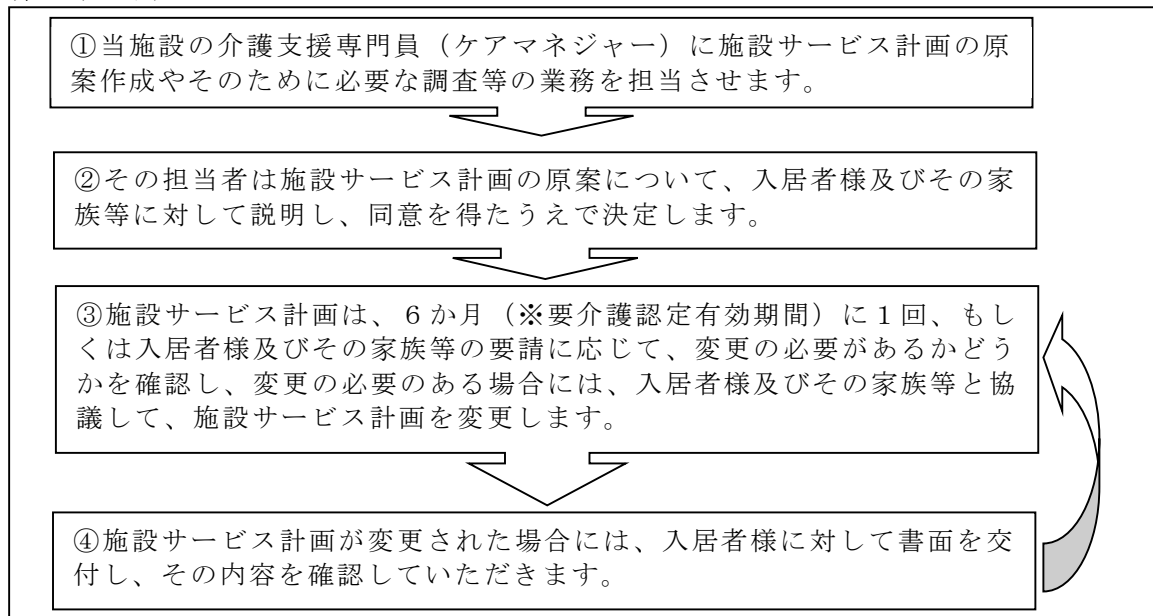 ①当施設の介護支援専門員（ケアマネジャー）に施設サービス計画の原
案作成やそのために必要な調査等の業務を担当させます。
②その担当者は施設サービス計画の原案について、入居者様及びその家
族等に対して説明し、同意を得たうえで決定します。
③施設サービス計画は、６か月（※要介護認定有効期間）に１回、もし
くは入居者様及びその家族等の要請に応じて、変更の必要があるかどう
かを確認し、変更の必要のある場合には、入居者様及びその家族等と協
議して、施設サービス計画を変更します。
④施設サービス計画が変更された場合には、入居者様に対して書面を交
付し、その内容を確認していただきます。